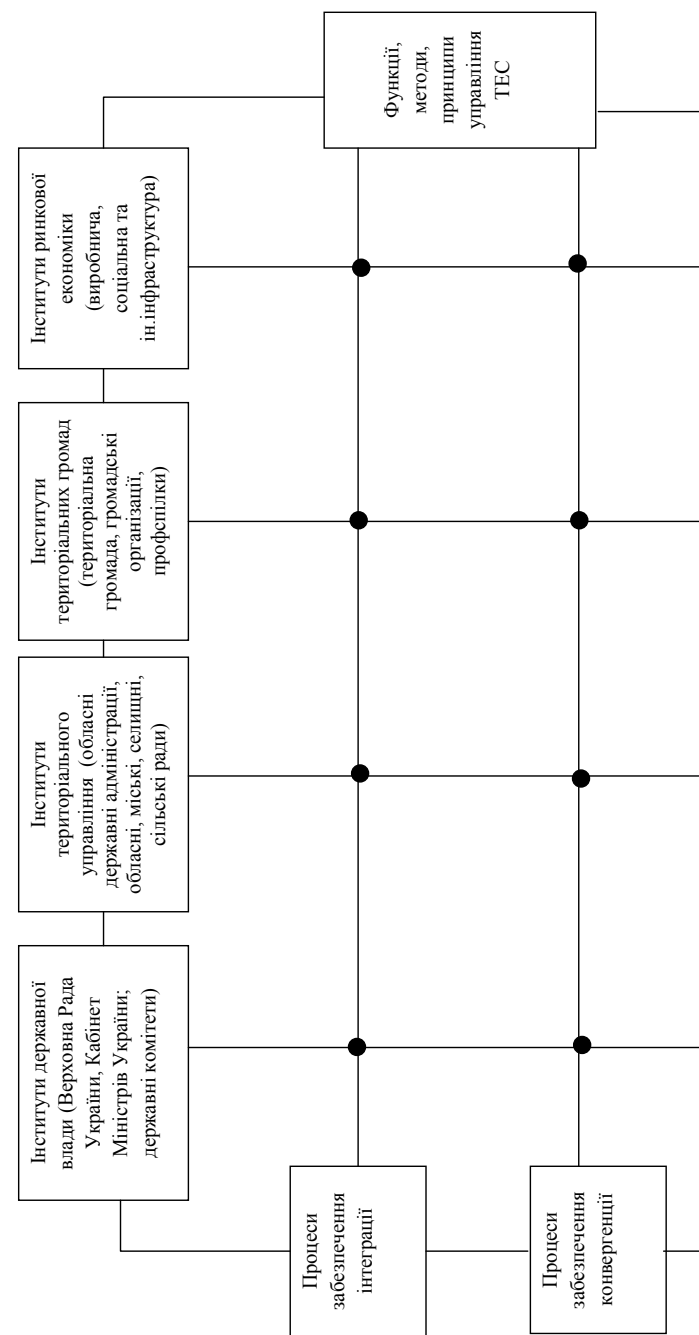 Інститути державної
влади (Верховна Рада
України, Кабінет
Міністрів України;
державні комітети)
Інститути
територіального
управління (обласні
державні адміністрації,
обласні, міські, селищні,
сільські ради)
Інститути
територіальних громад
(територіальна
громада, громадські
організації,
профспілки)
Інститути ринкової
економіки
(виробнича,
соціальна та
ін.інфраструктура)
Процеси
забезпечення
інтеграції
Функції,
методи,
принципи
управління
ТЕС
Процеси
забезпечення
конвергенції